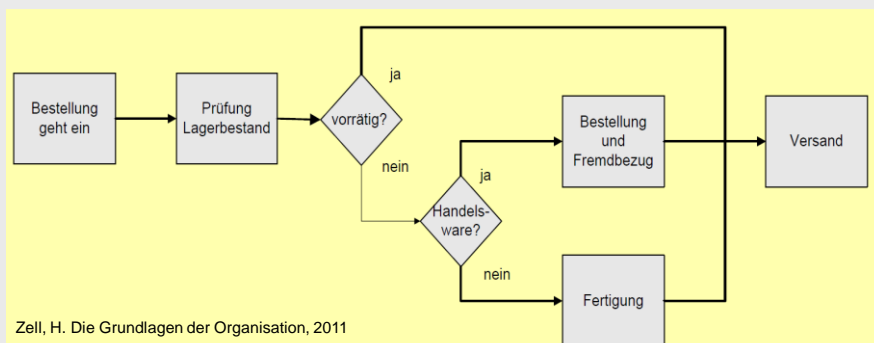 Bestellung
geht ein
Prüfung
Lagerbestand
vorrätig?
ja
nein
Handels-
ware?
ja
nein
Bestellung
und
Fremdbezug
Fertigung
Versand
Zell, H. Die Grundlagen der Organisation, 2011